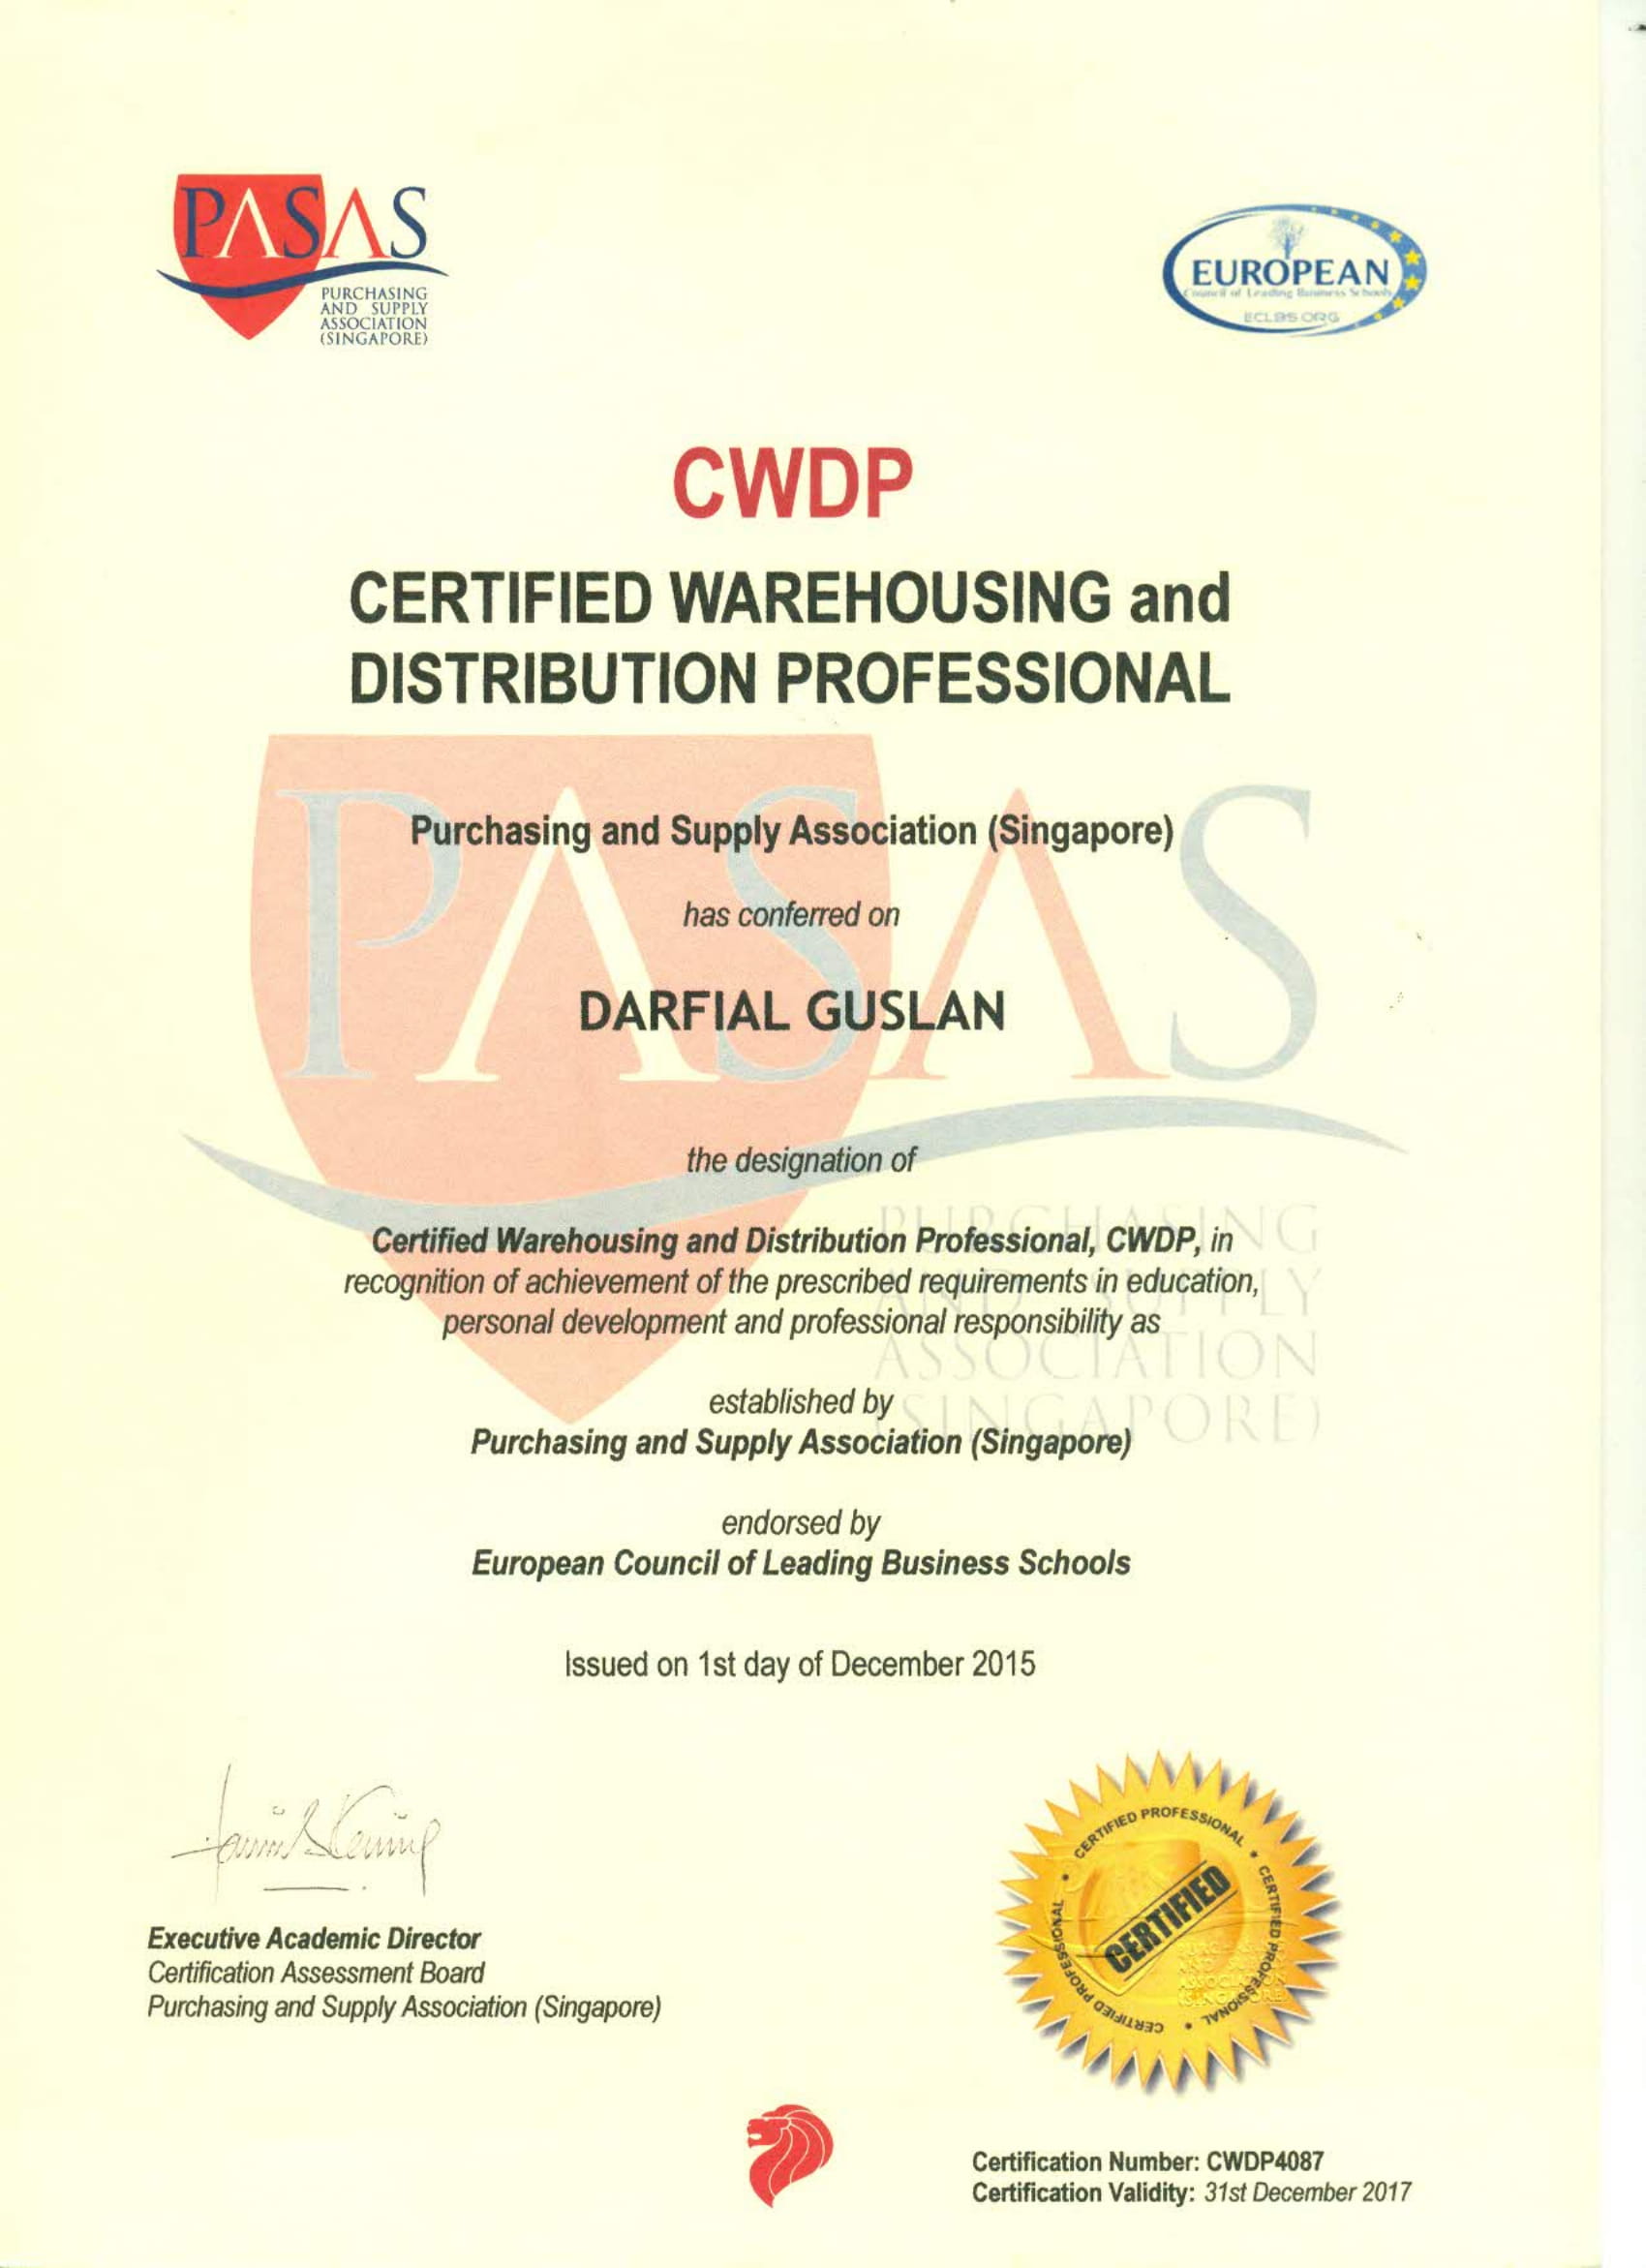 PASAS
PURCHASING
AND SUPPLY
ASSOCIATION
(SINGAPORE)
EUROPEAN
Council of Leading Business Schools
ECLBS ORG
CWDP
CERTIFIED WAREHOUSING and
DISTRIBUTION PROFESSIONAL
PASAS
Purchasing and Supply Association (Singapore)
has conferred on
DARFIAL GUSLAN
the designation of
PURCHASING
AND SUPPLY
ASSOCIATION
(SINGAPORE)
Certified Warehousing and Distribution Professional, CWDP, in
recognition of achievement of the prescribed requirements in education,
personal development and professional responsibility as
established by
Purchasing and Supply Association (Singapore)
endorsed by
European Council of Leading Business Schools
Issued on 1st day of December 2015
Executive Academic Director
Certification Assessment Board
Purchasing and Supply Association (Singapore)
CERTIFIED PROFESSIONAL • CERTIFIED PROFESSIONAL • CERTIFIED PROFESSIONAL •
CERTIFIED
Certification Number: CWDP4087
Certification Validity: 31st December 2017